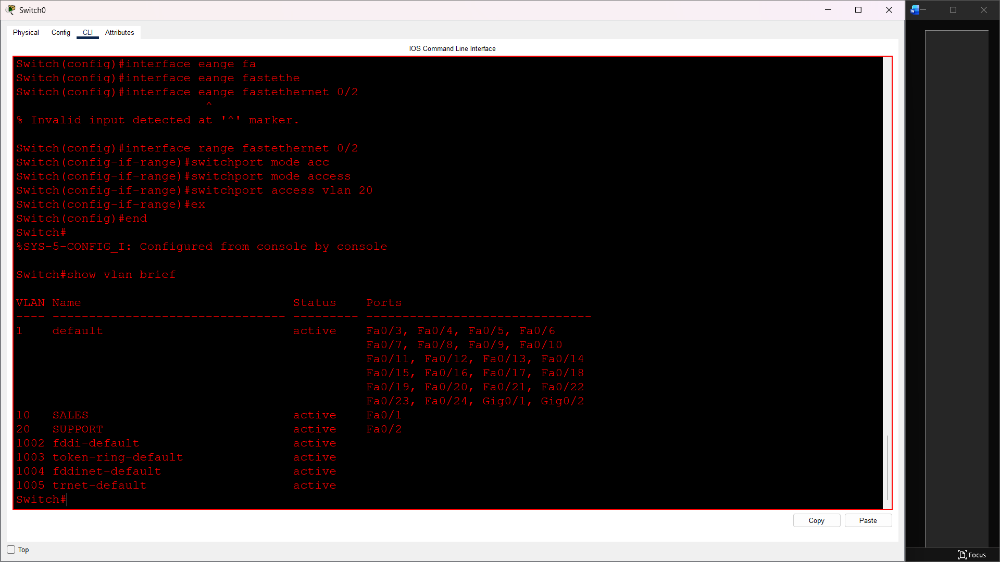 Switch0
Physical Config CLI Attributes
IOS Command Line Interface
Switch(config)#interface eange fa
Switch(config)#interface eange fastethe
Switch(config)#interface eange fastethernet 0/2
^
% Invalid input detected at '^' marker.
Switch(config)#interface range fastethernet 0/2
Switch(config-if-range)#switchport mode acc
Switch(config-if-range)#switchport mode access
Switch(config-if-range)#switchport access vlan 20
Switch(config-if-range)#ex
Switch(config)#end
Switch#
%SYS-5-CONFIG_I: Configured from console by console
Switch#show vlan brief
VLAN Name Status Ports
---- -------------------------------- --------- -------------------------------
1 default active Fa0/3, Fa0/4, Fa0/5, Fa0/6
Fa0/7, Fa0/8, Fa0/9, Fa0/10
Fa0/11, Fa0/12, Fa0/13, Fa0/14
Fa0/15, Fa0/16, Fa0/17, Fa0/18
Fa0/19, Fa0/20, Fa0/21, Fa0/22
Fa0/23, Fa0/24, Gig0/1, Gig0/2
10 SALES active Fa0/1
20 SUPPORT active Fa0/2
1002 fddi-default active
1003 token-ring-default active
1004 fddinet-default active
1005 trnet-default active
Switch#
Copy Paste
Top
Focus